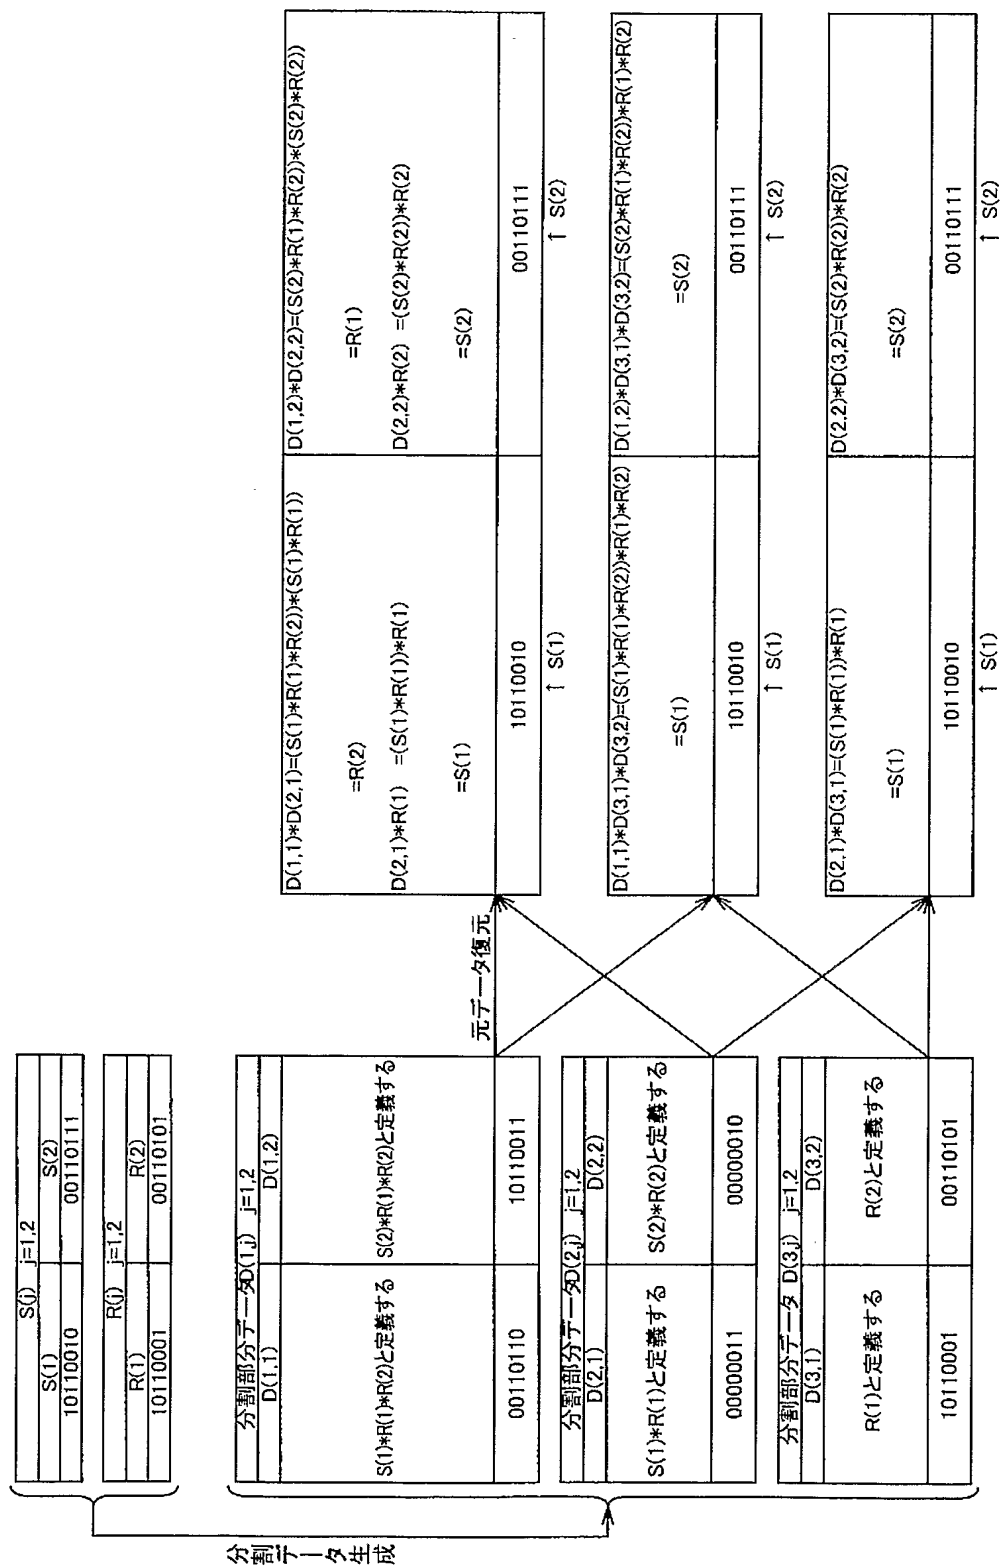 S(j) j=1,2
S(1) S(2)
10110010 00110111
R(j) j=1,2
R(1) R(2)
10110001 00110101
分割データ生成
分割部分データD(1,j) j=1,2
D(1,1) D(1,2)
S(1)*R(1)*R(2)と定義する S(2)*R(1)*R(2)と定義する
00110110 10110011
分割部分データD(2,j) j=1,2
D(2,1) D(2,2)
S(1)*R(1)と定義する S(2)*R(2)と定義する
00000011 00000010
分割部分データ D(3,j) j=1,2
D(3,1) D(3,2)
R(1)と定義する R(2)と定義する
10110001 00110101
元データ復元
D(1,1)*D(2,1)=(S(1)*R(1)*R(2))*(S(1)*R(1)) D(1,2)*D(2,2)=(S(2)*R(1)*R(2))*(S(2)*R(2))
=R(2) =R(1)
D(2,1)*R(1) =(S(1)*R(1))*R(1) D(2,2)*R(2) =(S(2)*R(2))*R(2)
=S(1) =S(2)
10110010 00110111
↑ S(1) ↑ S(2)
D(1,1)*D(3,1)*D(3,2)=(S(1)*R(1)*R(2))*R(1)*R(2) D(1,2)*D(3,1)*D(3,2)=(S(2)*R(1)*R(2))*R(1)*R(2)
=S(1) =S(2)
10110010 00110111
↑ S(1) ↑ S(2)
D(2,1)*D(3,1)=(S(1)*R(1))*R(1) D(2,2)*D(3,2)=(S(2)*R(2))*R(2)
=S(1) =S(2)
10110010 00110111
↑ S(1) ↑ S(2)